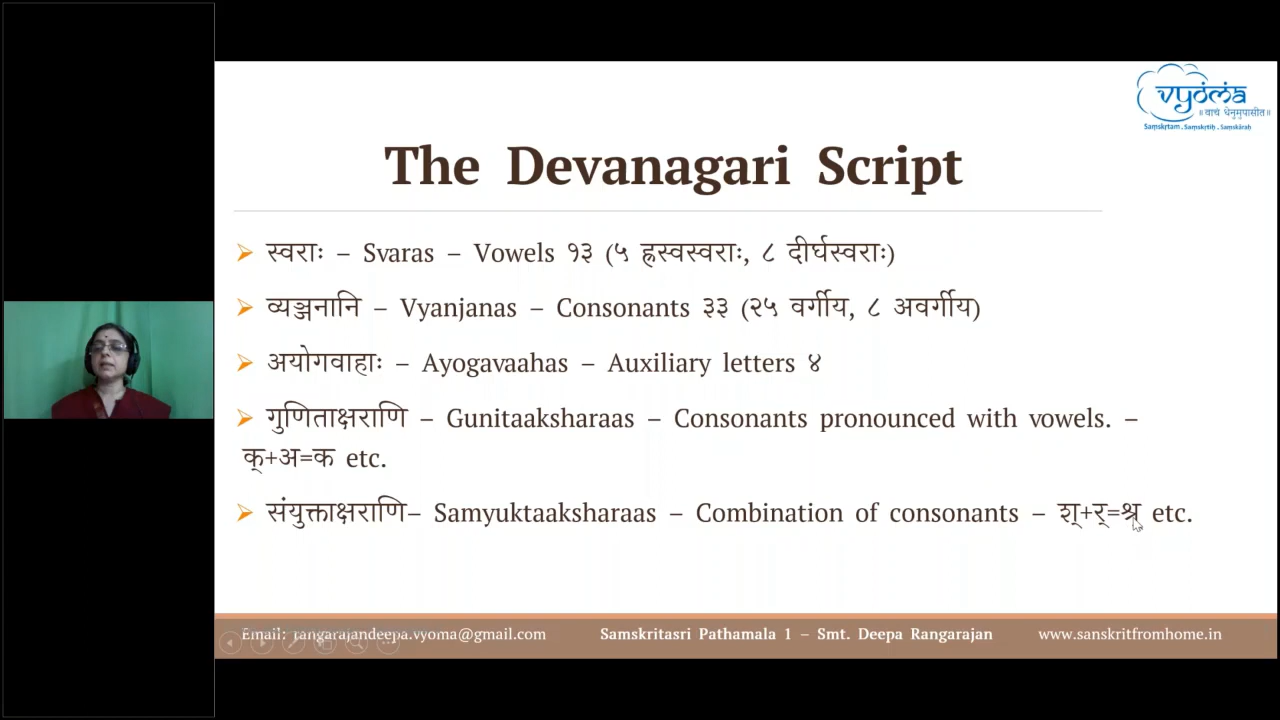 vyoma
॥ वाचं धेनुमुपासीत॥
Saṃskṛtam . Saṃskṛtiḥ . Saṃskāraḥ
The Devanagari Script
स्वराः – Svaras – Vowels १३ (५ ह्रस्वस्वराः, ८ दीर्घस्वराः)
व्यञ्जनानि – Vyanjanas – Consonants ३३ (२५ वर्गीय, ८ अवर्गीय)
अयोगवाहाः – Ayogavaahas – Auxiliary letters ४
गुणिताक्षराणि – Gunitaaksharaas – Consonants pronounced with vowels. –
क्+अ=क etc.
संयुक्ताक्षराणि– Samyuktaaksharaas – Combination of consonants – श्+र्=श्र् etc.
Email: rangarajandeepa.vyoma@gmail.com Samskritasri Pathamala 1 – Smt. Deepa Rangarajan www.sanskritfromhome.in